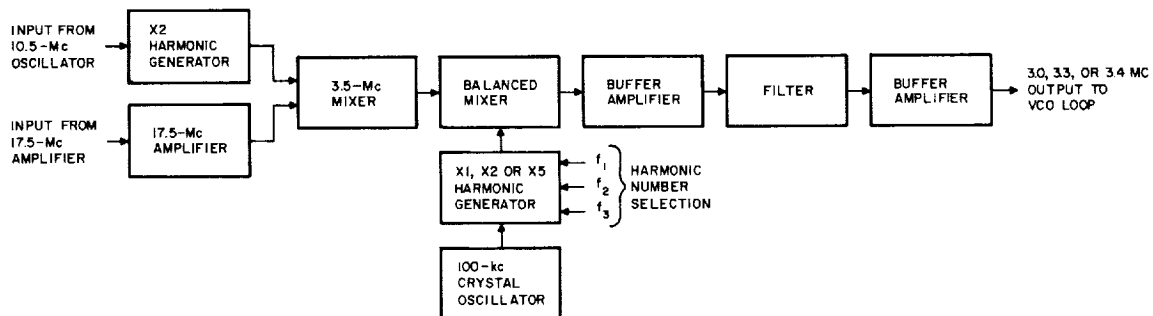 INPUT FROM
10.5-Mc
OSCILLATOR
X2
HARMONIC
GENERATOR
INPUT FROM
17.5-Mc
AMPLIFIER
17.5-Mc
AMPLIFIER
3.5-Mc
MIXER
BALANCED
MIXER
BUFFER
AMPLIFIER
FILTER
BUFFER
AMPLIFIER
3.0, 3.3, OR 3.4 MC
OUTPUT TO
VCO LOOP
X1, X2 OR X5
HARMONIC
GENERATOR
f1
f2
f3
HARMONIC
NUMBER
SELECTION
100-kc
CRYSTAL
OSCILLATOR